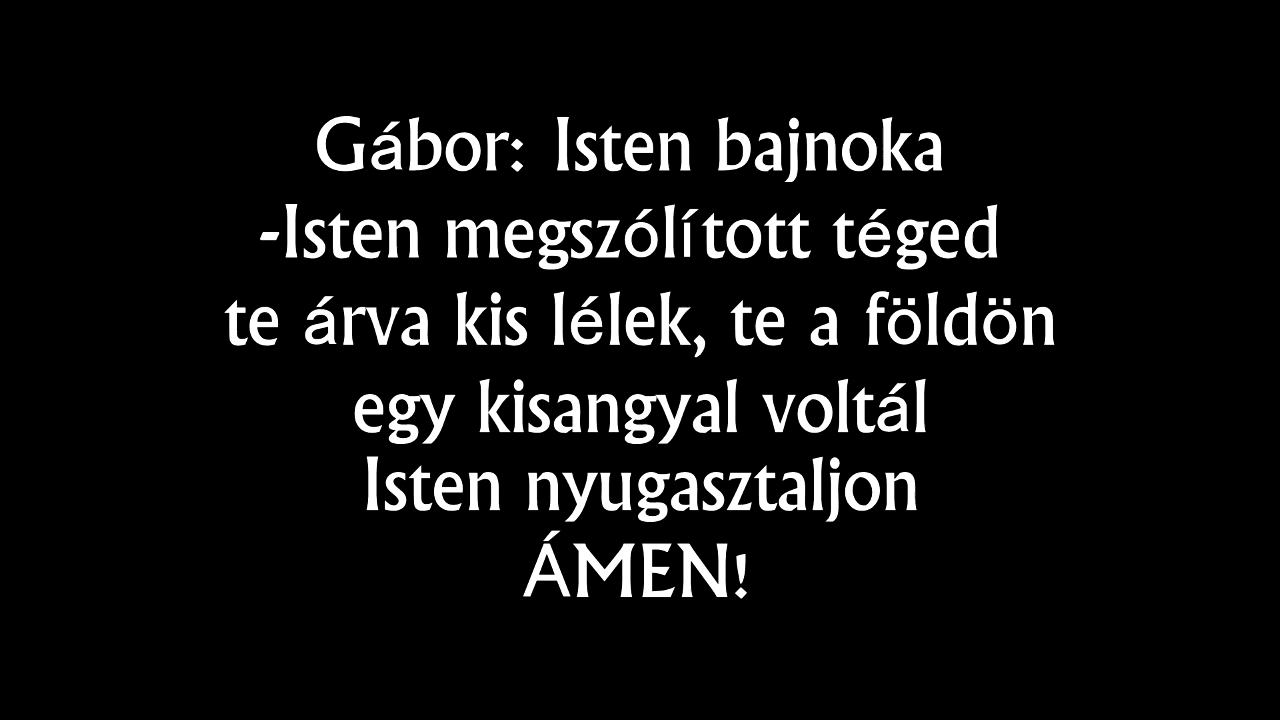 Gábor: Isten bajnoka
-Isten megszólított téged
te árva kis lélek, te a földön
egy kisangyal voltál
Isten nyugasztaljon
ÁMEN!